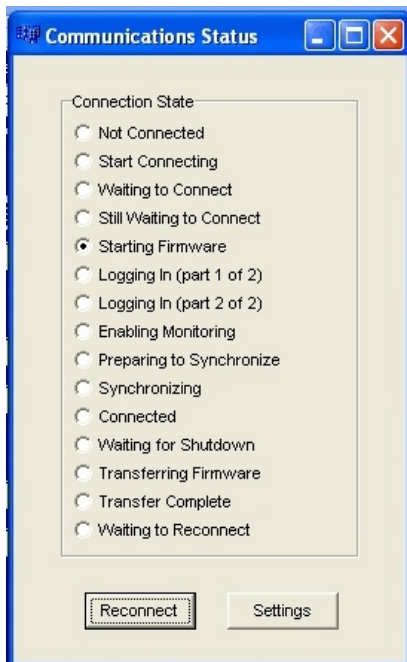 Communications Status
Connection State
Not Connected
Start Connecting
Waiting to Connect
Still Waiting to Connect
Starting Firmware
Logging In (part 1 of 2)
Logging In (part 2 of 2)
Enabling Monitoring
Preparing to Synchronize
Synchronizing
Connected
Waiting for Shutdown
Transferring Firmware
Transfer Complete
Waiting to Reconnect
Reconnect Settings